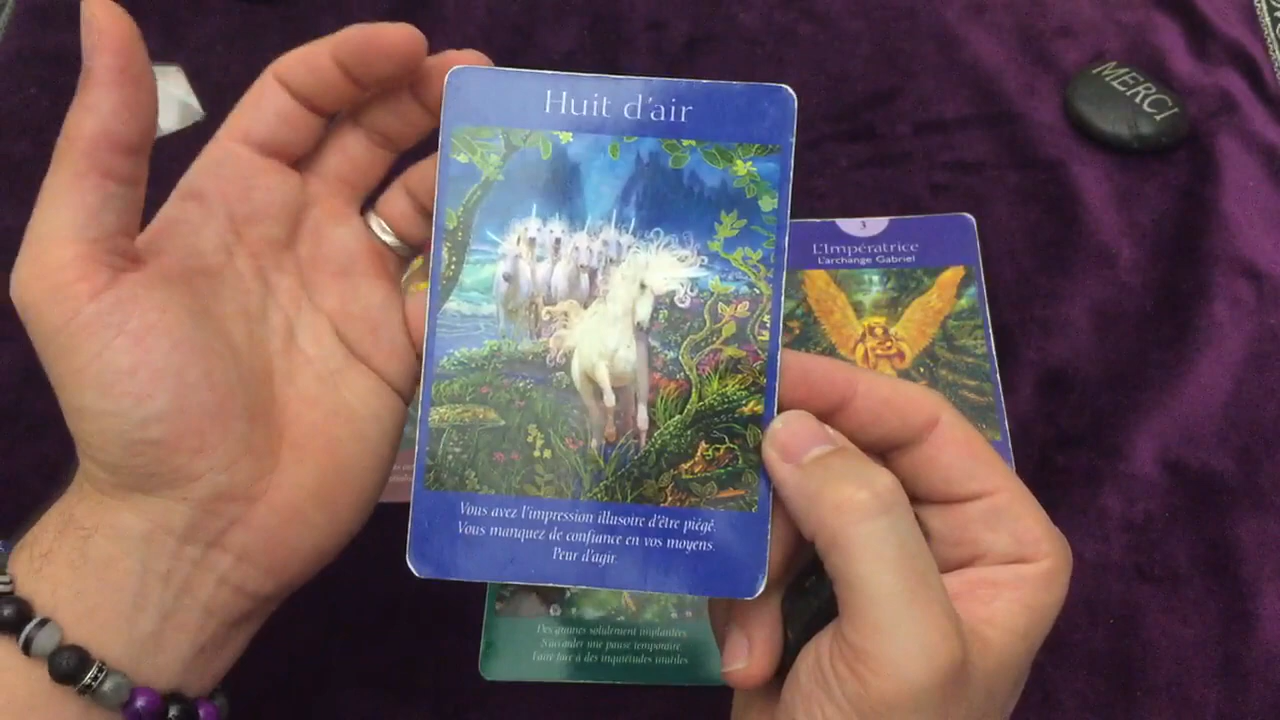 Huit d'air
MERCI
3
L'Impératrice
L'archange Gabriel
Vous avez l'impression illusoire d'être piégé.
Vous manquez de confiance en vos moyens.
Peur d'agir.
Des racines solidement implantées
S'accorder une pause temporaire
Faire face à des inquiétudes inutiles